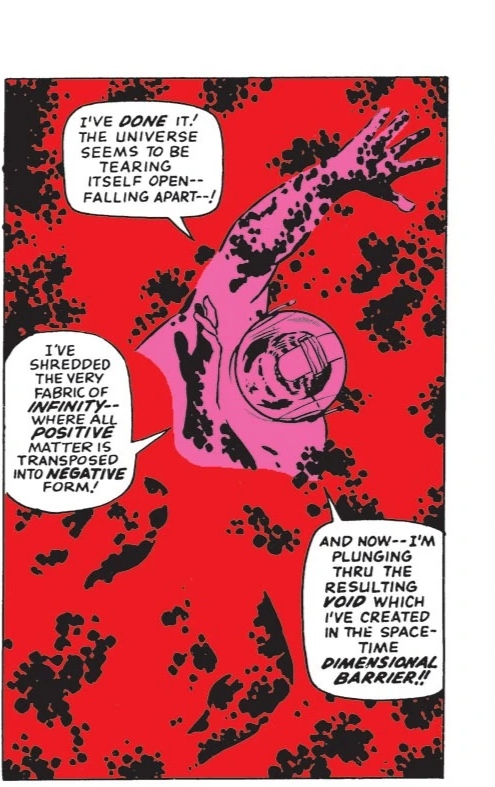 I'VE DONE IT!
THE UNIVERSE
SEEMS TO BE
TEARING
ITSELF OPEN--
FALLING APART--!
I'VE
SHREDDED
THE VERY
FABRIC OF
INFINITY--
WHERE ALL
POSITIVE
MATTER IS
TRANSPOSED
INTO NEGATIVE
FORM!
AND NOW--I'M
PLUNGING
THRU THE
RESULTING
VOID WHICH
I'VE CREATED
IN THE SPACE-
TIME
DIMENSIONAL
BARRIER!!